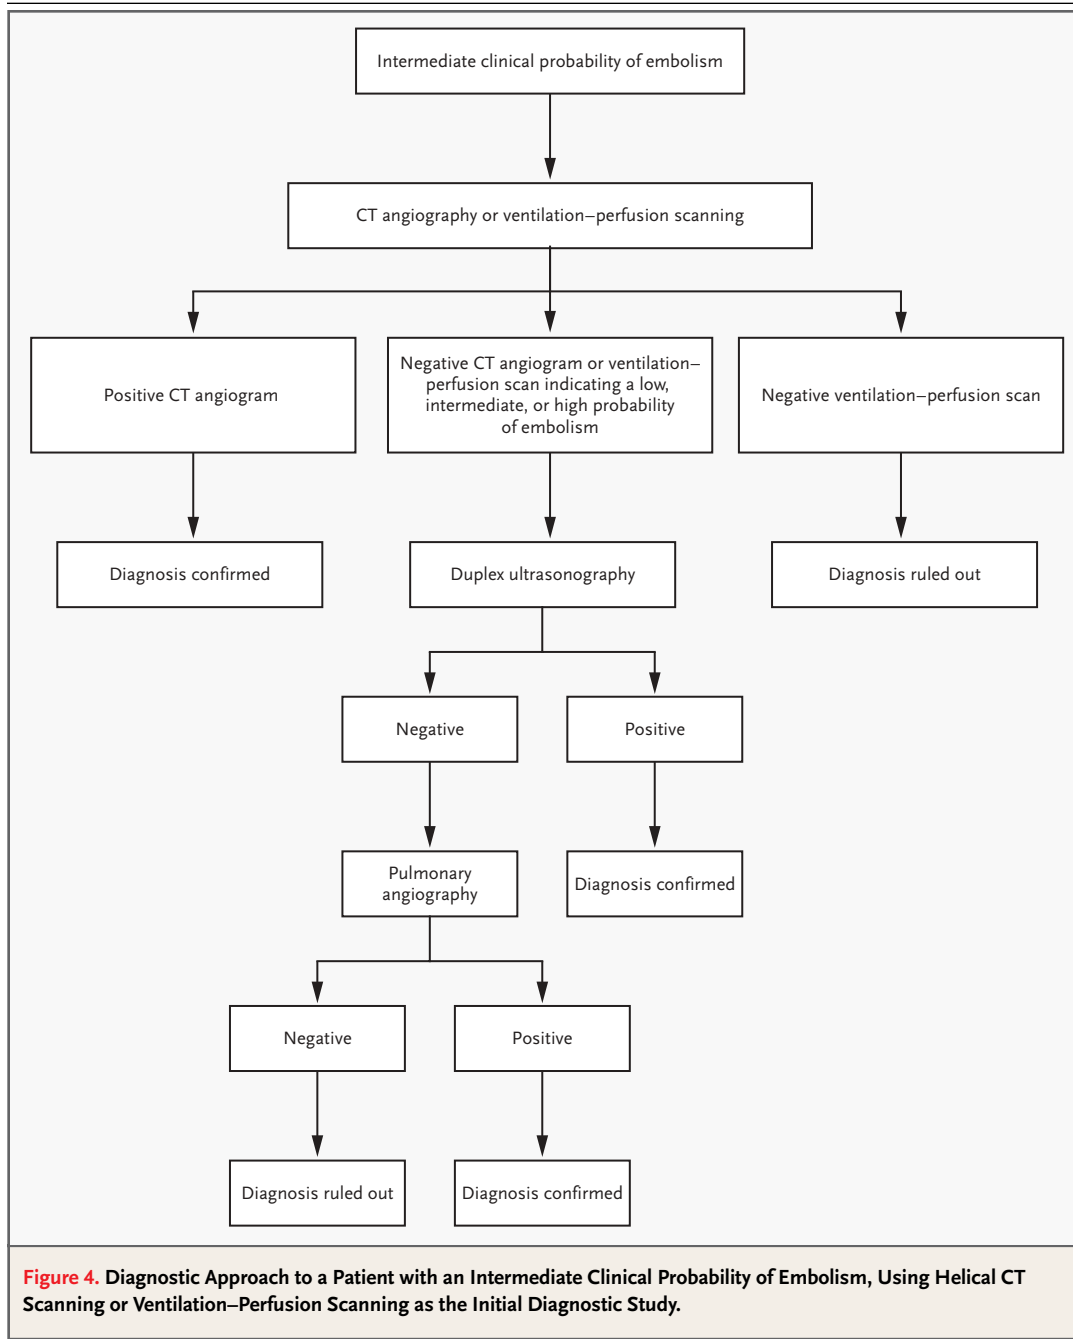 Intermediate clinical probability of embolism
CT angiography or ventilation–perfusion scanning
Positive CT angiogram
Negative CT angiogram or ventilation–
perfusion scan indicating a low,
intermediate, or high probability
of embolism
Negative ventilation–perfusion scan
Diagnosis confirmed
Duplex ultrasonography
Diagnosis ruled out
Negative
Positive
Pulmonary
angiography
Diagnosis confirmed
Negative
Positive
Diagnosis ruled out
Diagnosis confirmed
Figure 4. Diagnostic Approach to a Patient with an Intermediate Clinical Probability of Embolism, Using Helical CT
Scanning or Ventilation–Perfusion Scanning as the Initial Diagnostic Study.